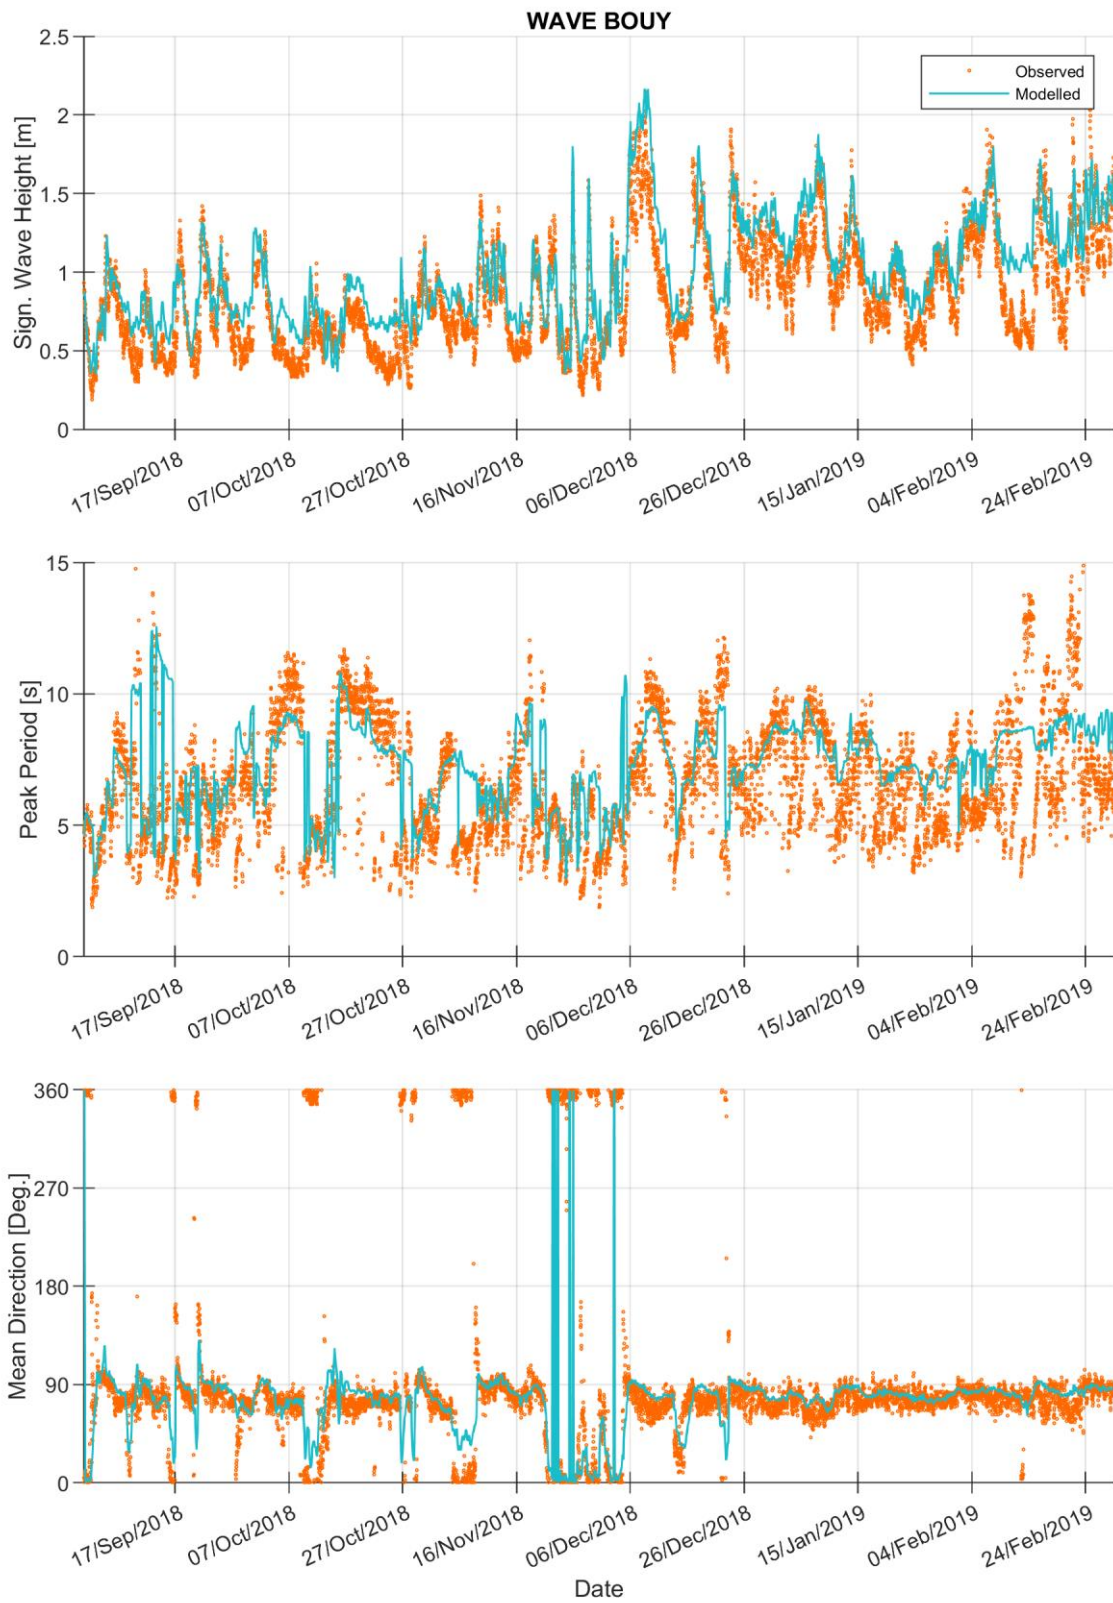 WAVE BOUY
Sign. Wave Height [m]
2.5
2
1.5
1
0.5
0
Observed
Modelled
17/Sep/2018
07/Oct/2018
27/Oct/2018
16/Nov/2018
06/Dec/2018
26/Dec/2018
15/Jan/2019
04/Feb/2019
24/Feb/2019
Peak Period [s]
15
10
5
0
17/Sep/2018
07/Oct/2018
27/Oct/2018
16/Nov/2018
06/Dec/2018
26/Dec/2018
15/Jan/2019
04/Feb/2019
24/Feb/2019
Mean Direction [Deg.]
360
270
180
90
0
17/Sep/2018
07/Oct/2018
27/Oct/2018
16/Nov/2018
06/Dec/2018
26/Dec/2018
15/Jan/2019
04/Feb/2019
24/Feb/2019
Date